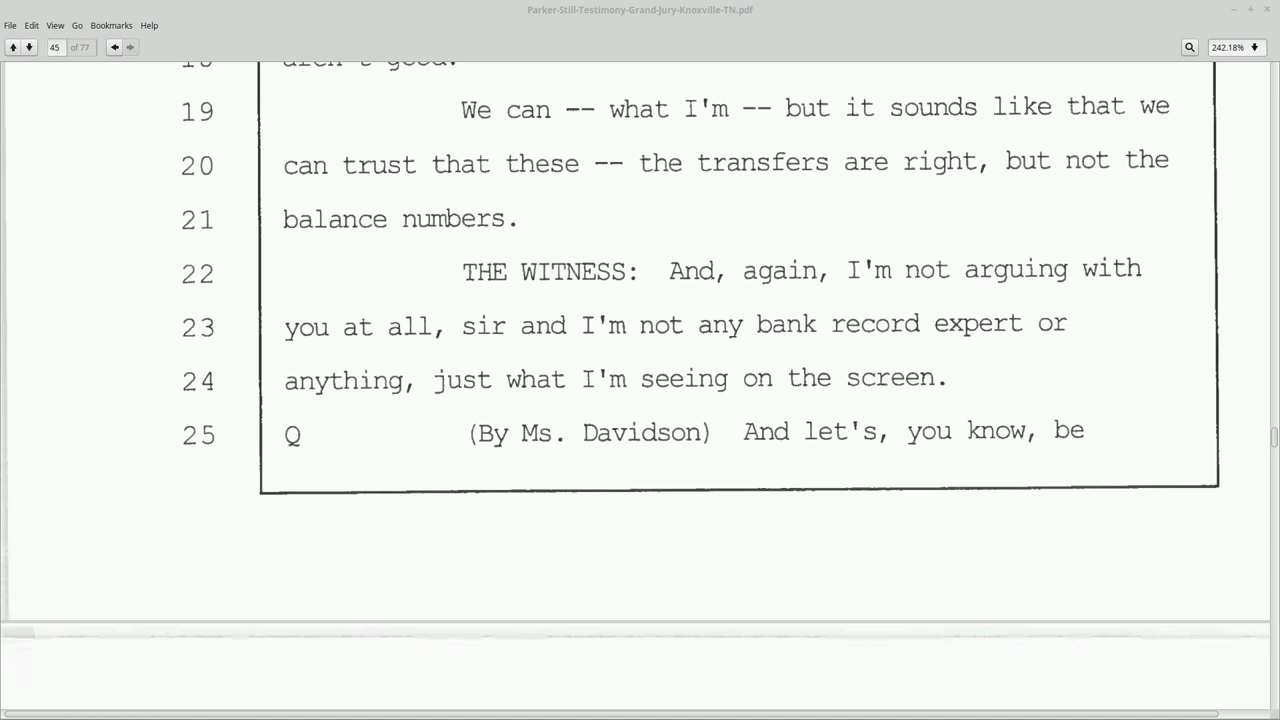 Parker-Still-Testimony-Grand-Jury-Knoxville-TN.pdf
File Edit View Go Bookmarks Help
45 of 77 242.18%
18 aren't good.
19 We can -- what I'm -- but it sounds like that we
20 can trust that these -- the transfers are right, but not the
21 balance numbers.
22 THE WITNESS: And, again, I'm not arguing with
23 you at all, sir and I'm not any bank record expert or
24 anything, just what I'm seeing on the screen.
25 Q (By Ms. Davidson) And let's, you know, be